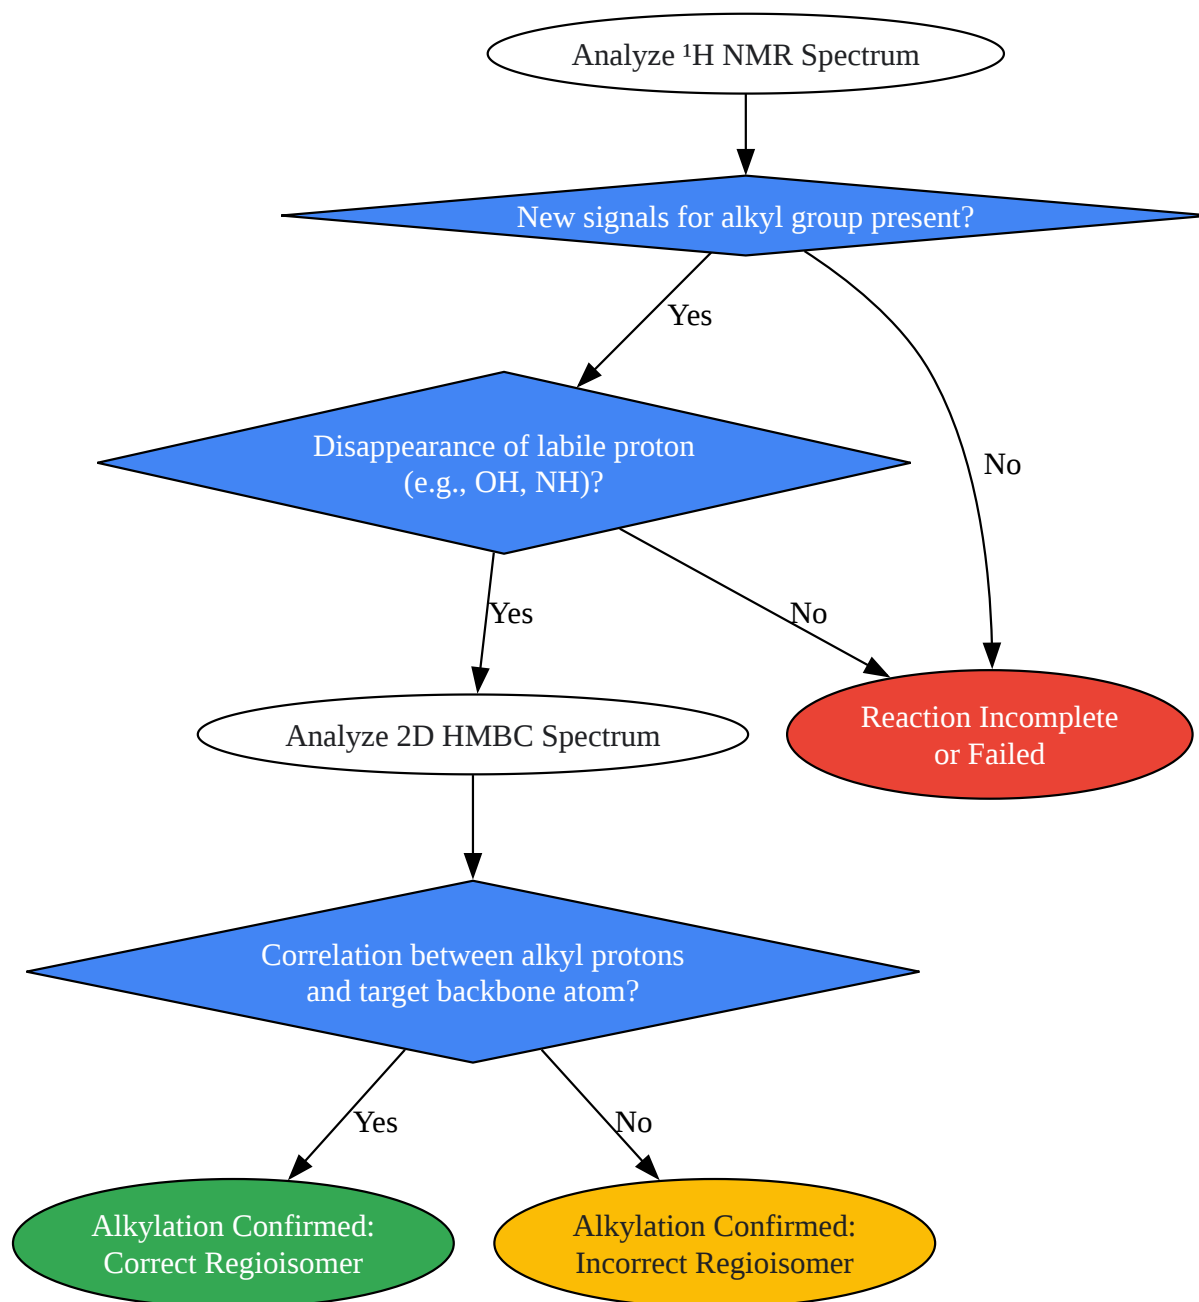 Analyze ¹H NMR Spectrum
New signals for alkyl group present?
Yes
Disappearance of labile proton
(e.g., OH, NH)?
No
Yes
No
Analyze 2D HMBC Spectrum
Reaction Incomplete
or Failed
Correlation between alkyl protons
and target backbone atom?
Yes
No
Alkylation Confirmed:
Correct Regioisomer
Alkylation Confirmed:
Incorrect Regioisomer